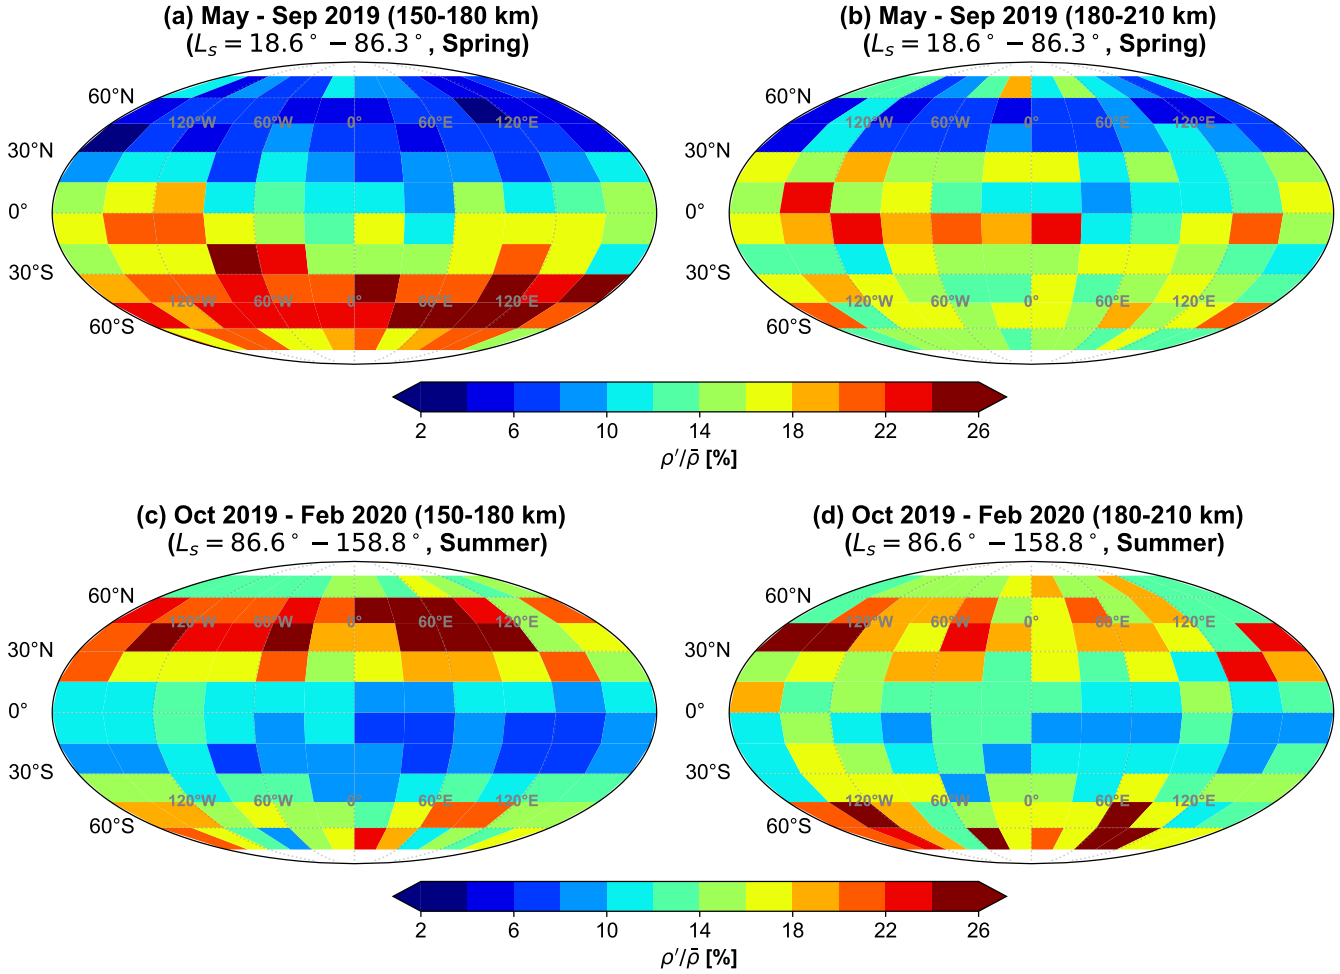 (a) May - Sep 2019 (150-180 km)
(Lₛ = 18.6° − 86.3°, Spring)
(b) May - Sep 2019 (180-210 km)
(Lₛ = 18.6° − 86.3°, Spring)
60°N
120°W 60°W 0° 60°E 120°E
30°N
0°
30°S
120°W 60°W 0° 60°E 120°E
60°S
60°N
120°W 60°W 0° 60°E 120°E
30°N
0°
30°S
120°W 60°W 0° 60°E 120°E
60°S
2 6 10 14 18 22 26
ρ′/ρ̄ [%]
(c) Oct 2019 - Feb 2020 (150-180 km)
(Lₛ = 86.6° − 158.8°, Summer)
(d) Oct 2019 - Feb 2020 (180-210 km)
(Lₛ = 86.6° − 158.8°, Summer)
60°N
120°W 60°W 0° 60°E 120°E
30°N
0°
30°S
120°W 60°W 0° 60°E 120°E
60°S
60°N
120°W 60°W 0° 60°E 120°E
30°N
0°
30°S
120°W 60°W 0° 60°E 120°E
60°S
2 6 10 14 18 22 26
ρ′/ρ̄ [%]